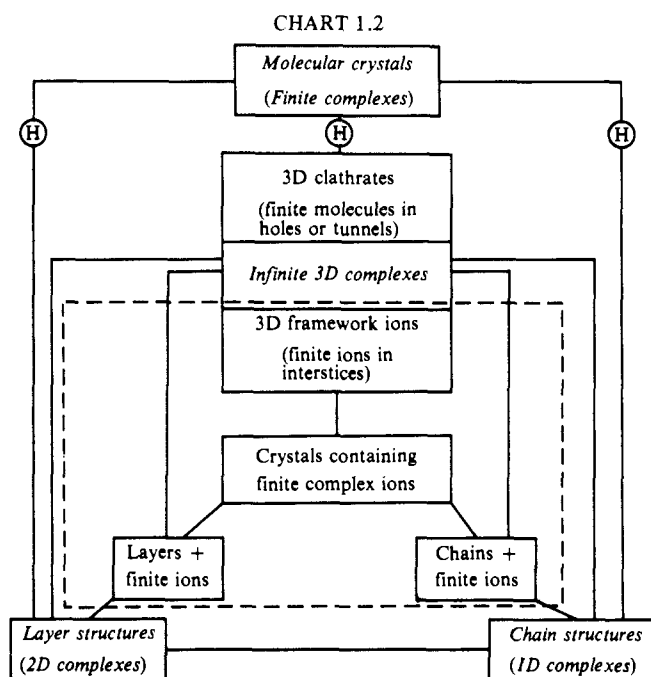 CHART 1.2
Molecular crystals
(Finite complexes)
H
H
H
3D clathrates
(finite molecules in
holes or tunnels)
Infinite 3D complexes
3D framework ions
(finite ions in
interstices)
Crystals containing
finite complex ions
Layers +
finite ions
Chains +
finite ions
Layer structures
(2D complexes)
Chain structures
(1D complexes)